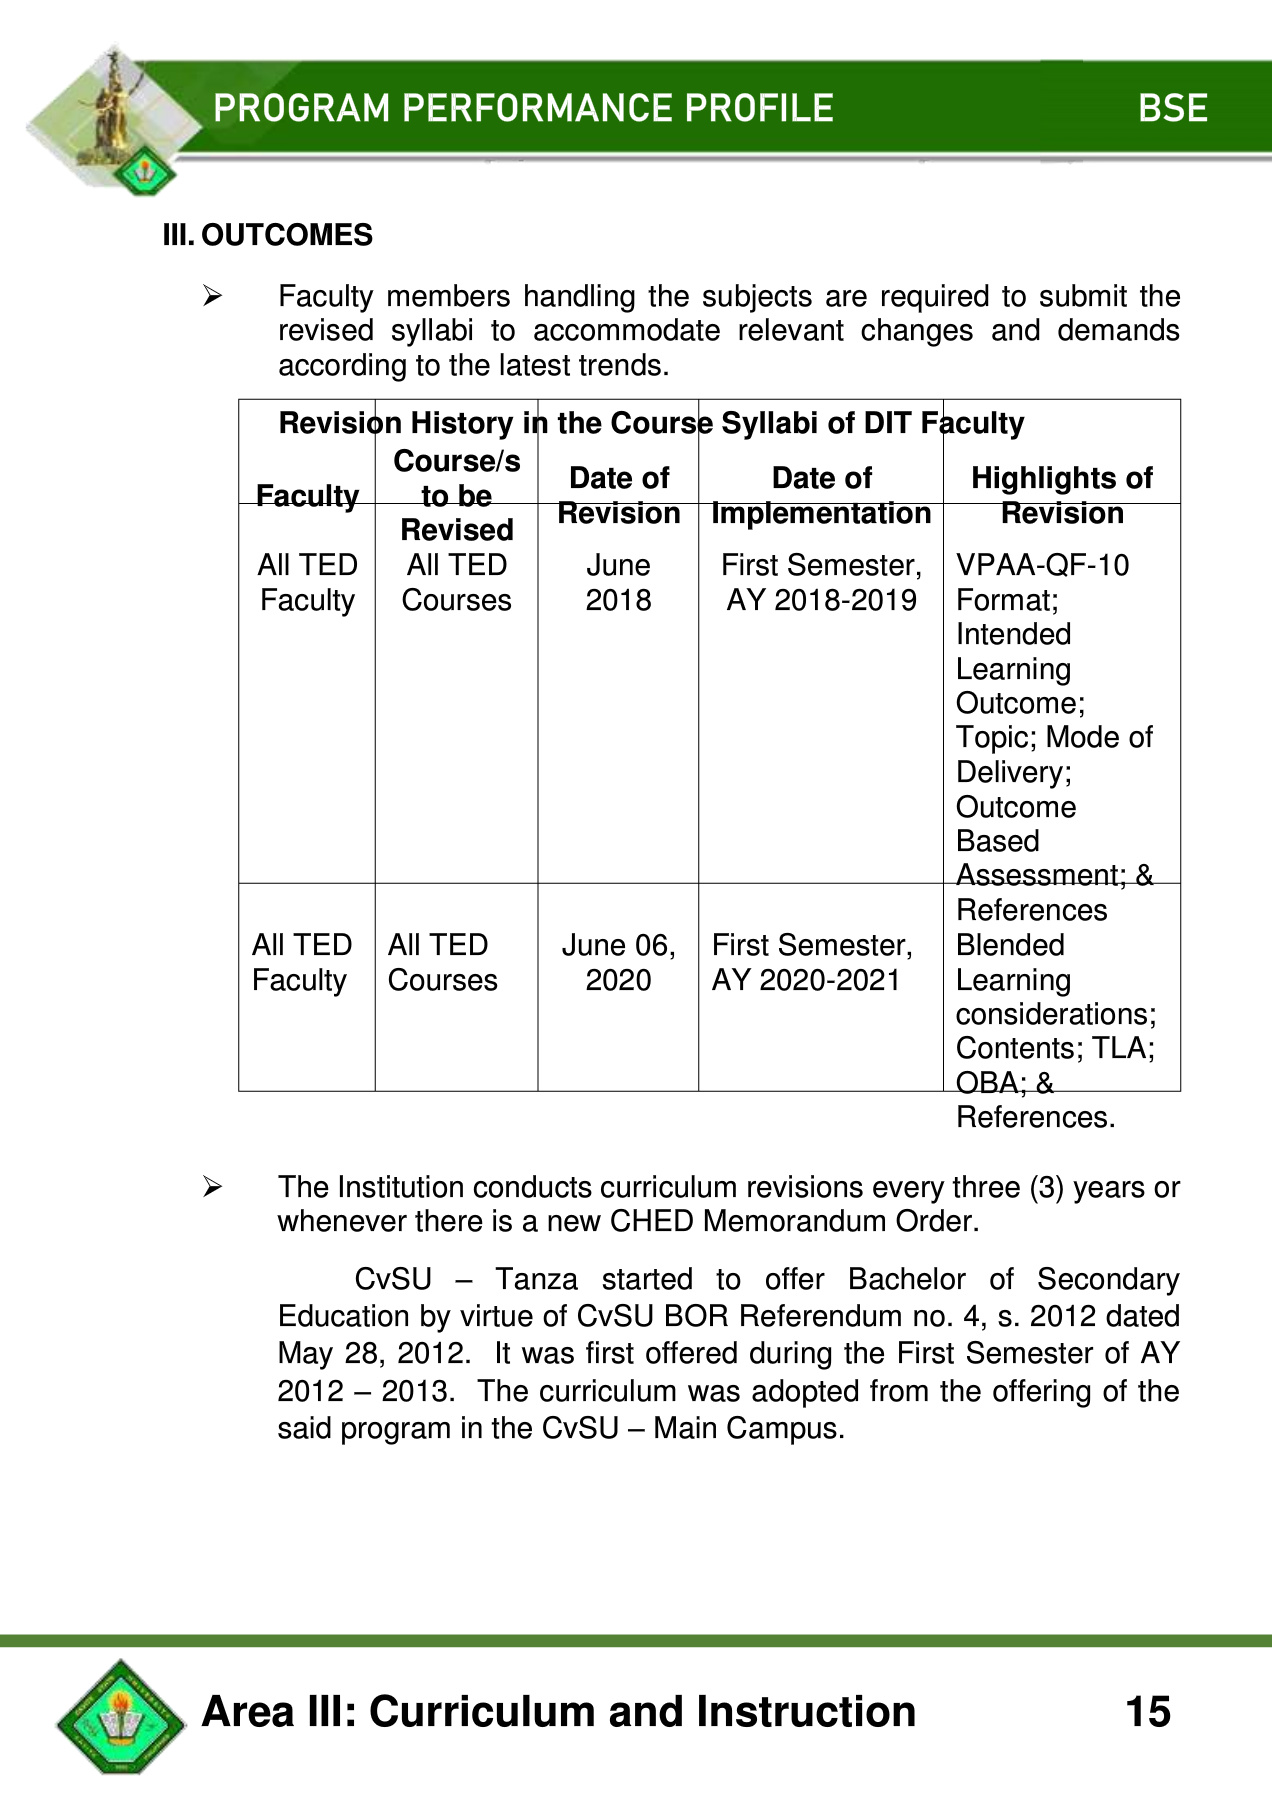 PROGRAM PERFORMANCE PROFILE BSE
III. OUTCOMES
➢ Faculty members handling the subjects are required to submit the
revised syllabi to accommodate relevant changes and demands
according to the latest trends.
Revision History in the Course Syllabi of DIT Faculty
Faculty
Course/s
to be
Revised
Date of
Revision
Date of
Implementation
Highlights of
Revision
All TED
Faculty
All TED
Courses
June
2018
First Semester,
AY 2018-2019
VPAA-QF-10
Format;
Intended
Learning
Outcome;
Topic; Mode of
Delivery;
Outcome
Based
Assessment; &
References
All TED
Faculty
All TED
Courses
June 06,
2020
First Semester,
AY 2020-2021
Blended
Learning
considerations;
Contents; TLA;
OBA; &
References.
➢ The Institution conducts curriculum revisions every three (3) years or
whenever there is a new CHED Memorandum Order.
CvSU – Tanza started to offer Bachelor of Secondary
Education by virtue of CvSU BOR Referendum no. 4, s. 2012 dated
May 28, 2012. It was first offered during the First Semester of AY
2012 – 2013. The curriculum was adopted from the offering of the
said program in the CvSU – Main Campus.
Area III: Curriculum and Instruction 15